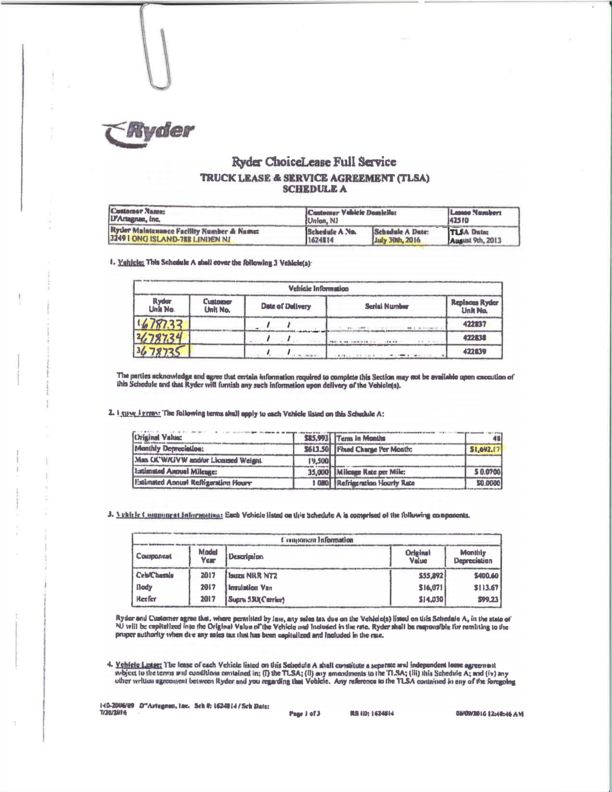 Ryder
Ryder ChoiceLease Full Service
TRUCK LEASE & SERVICE AGREEMENT (TLSA)
SCHEDULE A
Customer Name: Customer Vehicle Domicile: Lessee Number:
D'Artagnan, Inc. Union, NJ 42510
Ryder Maintenance Facility Number & Name: Schedule A No. Schedule A Date: TLSA Date:
2249 LONG ISLAND-788 LINDEN NJ 1624814 July 30th, 2016 August 9th, 2013
1. Vehicle: This Schedule A shall cover the following 3 Vehicle(s):
Vehicle Information
Ryder Unit No. Customer Unit No. Date of Delivery Serial Number Replaces Ryder Unit No.
1 678733 / / 422837
2 678734 / / 422838
3 678735 / / 422839
The parties acknowledge and agree that certain information required to complete this Section may not be available upon execution of
this Schedule and that Ryder will furnish any such information upon delivery of the Vehicle(s).
2. The following terms shall apply to each Vehicle listed on this Schedule A:
Original Value: $85,993 Term in Months 48
Monthly Depreciation: $613.50 Fixed Charge Per Month: $1,692.17
Max GCW/GVW and/or Licensed Weight 19,500
Estimated Annual Mileage: 35,000 Mileage Rate per Mile: $ 0.0700
Estimated Annual Refrigeration Hours 1 080 Refrigeration Hourly Rate $0.0000
3. Vehicle Component Information: Each Vehicle listed on this Schedule A is comprised of the following components.
Component Information
Component Model Year Description Original Value Monthly Depreciation
Cab/Chassis 2017 Isuzu NRR NT2 $55,892 $400.60
Body 2017 Insulation Van $16,071 $113.67
Reefer 2017 Supra 550(Carrier) $14,030 $99.23
Ryder and Customer agree that, where permitted by law, any sales tax due on the Vehicle(s) listed on this Schedule A, in the state of
NJ will be capitalized into the Original Value of the Vehicle and included in the rate. Ryder shall be responsible for remitting to the
proper authority when due any sales tax that has been capitalized and included in the rate.
4. Vehicle Lease: The lease of each Vehicle listed on this Schedule A shall constitute a separate and independent lease agreement
subject to the terms and conditions contained in: (i) the TLSA; (ii) any amendments to the TLSA; (iii) this Schedule A; and (iv) any
other written agreement between Ryder and you regarding that Vehicle. Any reference to the TLSA contained in any of the foregoing
D"Artagnan, Inc. Sch #: 1624814 / Sch Date:
7/30/2016 Page 1 of 3 RS ID: 1624814 08/09/2016 12:40:46 AM